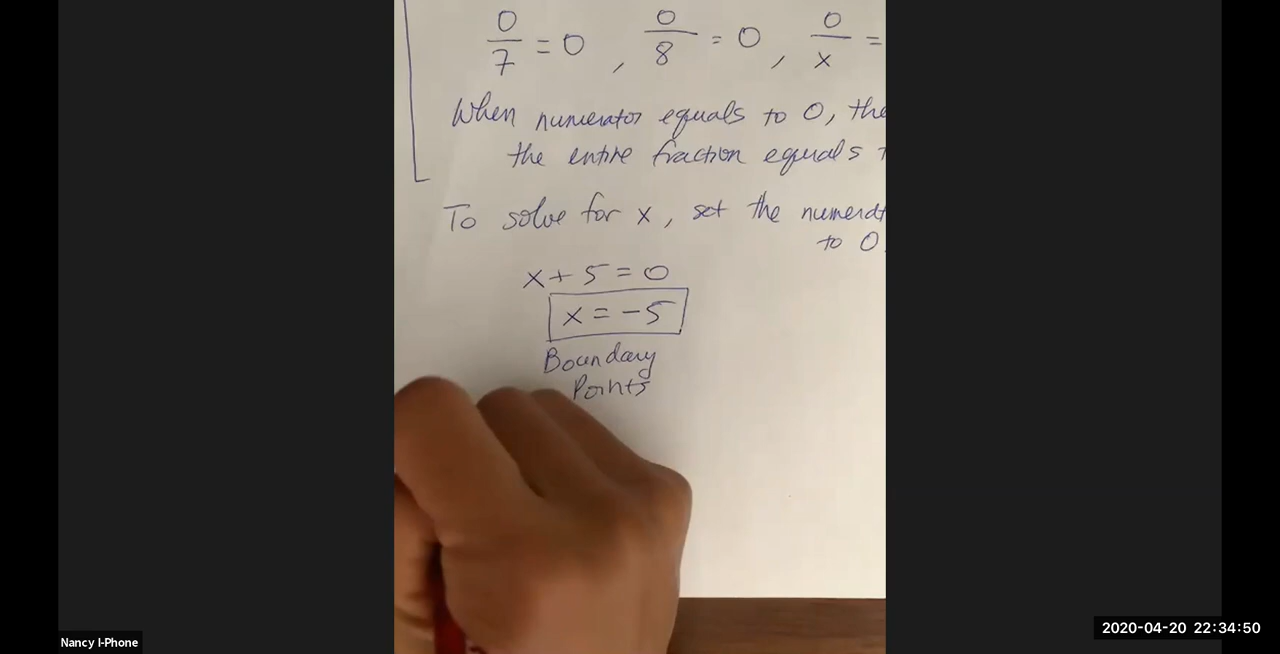 0/7 = 0 , 0/8 = 0 , 0/x =
When numerator equals to 0, the
the entire fraction equals
To solve for x, set the numerat
to 0.
x + 5 = 0
x = -5
Boundary
Points
Nancy I-Phone
2020-04-20 22:34:50